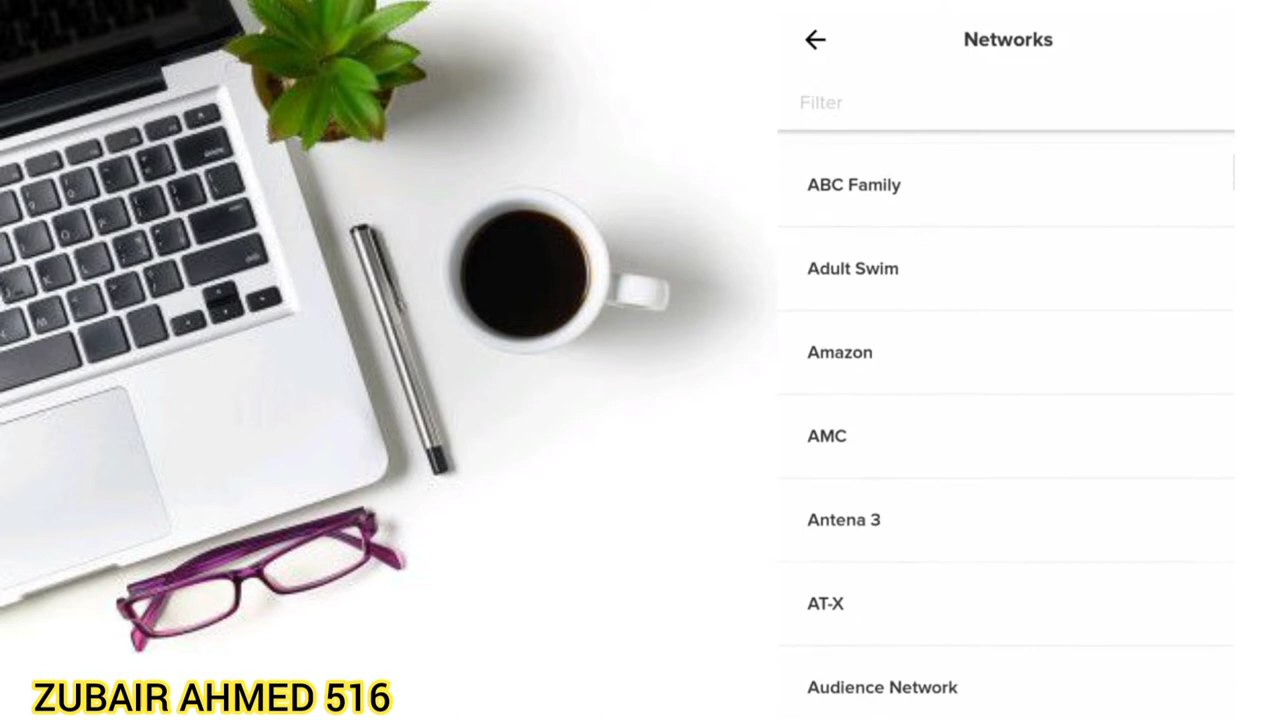 Networks
Filter
ABC Family
Adult Swim
Amazon
AMC
Antena 3
AT-X
Audience Network
ZUBAIR AHMED 516